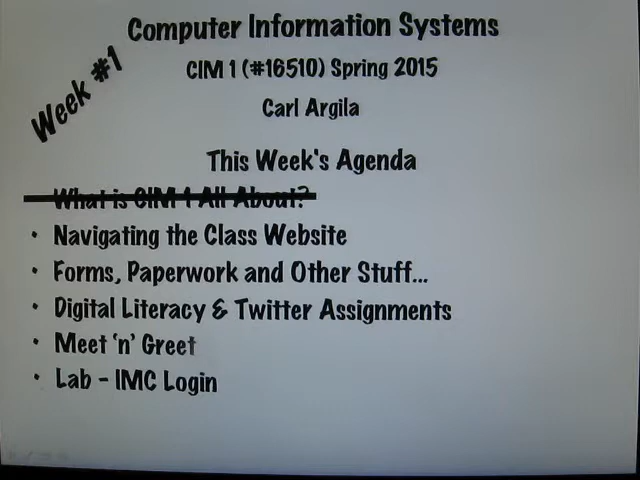 Computer Information Systems
Week #1
CIM 1 (#16510) Spring 2015
Carl Argila
This Week's Agenda
What is CIM 1 All About?
• Navigating the Class Website
• Forms, Paperwork and Other Stuff...
• Digital Literacy & Twitter Assignments
• Meet 'n' Greet
• Lab - IMC Login